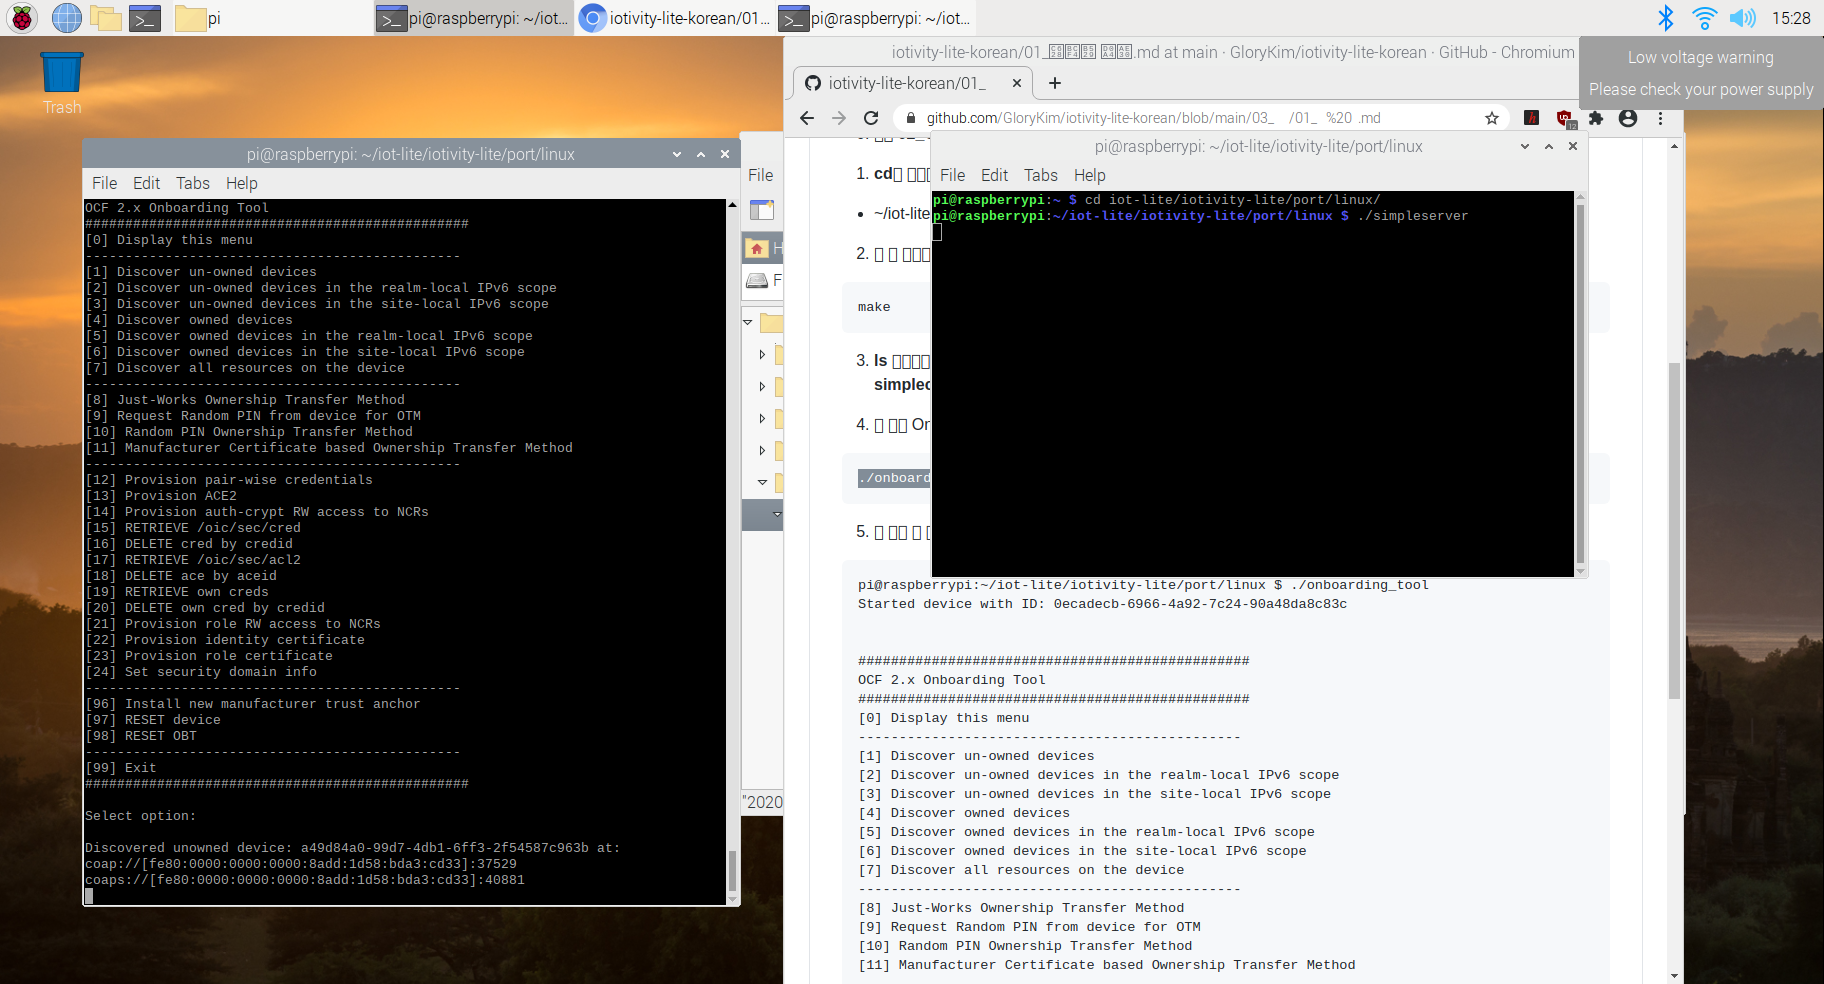 pi
pi@raspberrypi: ~/iot...
iotivity-lite-korean/01...
pi@raspberrypi: ~/iot...
15:28
Trash
Low voltage warning
Please check your power supply
.md at main · GloryKim/iotivity-lite-korean · GitHub - Chromium
iotivity-lite-korean/01_
github.com/GloryKim/iotivity-lite-korean/blob/main/03_ /01_ %20 .md
12
pi@raspberrypi: ~/iot-lite/iotivity-lite/port/linux
File Edit Tabs Help
OCF 2.x Onboarding Tool
################################################
[0] Display this menu
-----------------------------------------------
[1] Discover un-owned devices
[2] Discover un-owned devices in the realm-local IPv6 scope
[3] Discover un-owned devices in the site-local IPv6 scope
[4] Discover owned devices
[5] Discover owned devices in the realm-local IPv6 scope
[6] Discover owned devices in the site-local IPv6 scope
[7] Discover all resources on the device
-----------------------------------------------
[8] Just-Works Ownership Transfer Method
[9] Request Random PIN from device for OTM
[10] Random PIN Ownership Transfer Method
[11] Manufacturer Certificate based Ownership Transfer Method
-----------------------------------------------
[12] Provision pair-wise credentials
[13] Provision ACE2
[14] Provision auth-crypt RW access to NCRs
[15] RETRIEVE /oic/sec/cred
[16] DELETE cred by credid
[17] RETRIEVE /oic/sec/acl2
[18] DELETE ace by aceid
[19] RETRIEVE own creds
[20] DELETE own cred by credid
[21] Provision role RW access to NCRs
[22] Provision identity certificate
[23] Provision role certificate
[24] Set security domain info
-----------------------------------------------
[96] Install new manufacturer trust anchor
[97] RESET device
[98] RESET OBT
-----------------------------------------------
[99] Exit
################################################
Select option:
Discovered unowned device: a49d84a0-99d7-4db1-6ff3-2f54587c963b at:
coap://[fe80:0000:0000:0000:8add:1d58:bda3:cd33]:37529
coaps://[fe80:0000:0000:0000:8add:1d58:bda3:cd33]:40881
File
H
F
"2020
pi@raspberrypi: ~/iot-lite/iotivity-lite/port/linux
File Edit Tabs Help
pi@raspberrypi:~ $ cd iot-lite/iotivity-lite/port/linux/
pi@raspberrypi:~/iot-lite/iotivity-lite/port/linux $ ./simpleserver
1. cd
• ~/iot-lite
2.
make
3. ls
simplec
4. On
./onboard
5.
pi@raspberrypi:~/iot-lite/iotivity-lite/port/linux $ ./onboarding_tool
Started device with ID: 0ecadecb-6966-4a92-7c24-90a48da8c83c
################################################
OCF 2.x Onboarding Tool
################################################
[0] Display this menu
-----------------------------------------------
[1] Discover un-owned devices
[2] Discover un-owned devices in the realm-local IPv6 scope
[3] Discover un-owned devices in the site-local IPv6 scope
[4] Discover owned devices
[5] Discover owned devices in the realm-local IPv6 scope
[6] Discover owned devices in the site-local IPv6 scope
[7] Discover all resources on the device
-----------------------------------------------
[8] Just-Works Ownership Transfer Method
[9] Request Random PIN from device for OTM
[10] Random PIN Ownership Transfer Method
[11] Manufacturer Certificate based Ownership Transfer Method